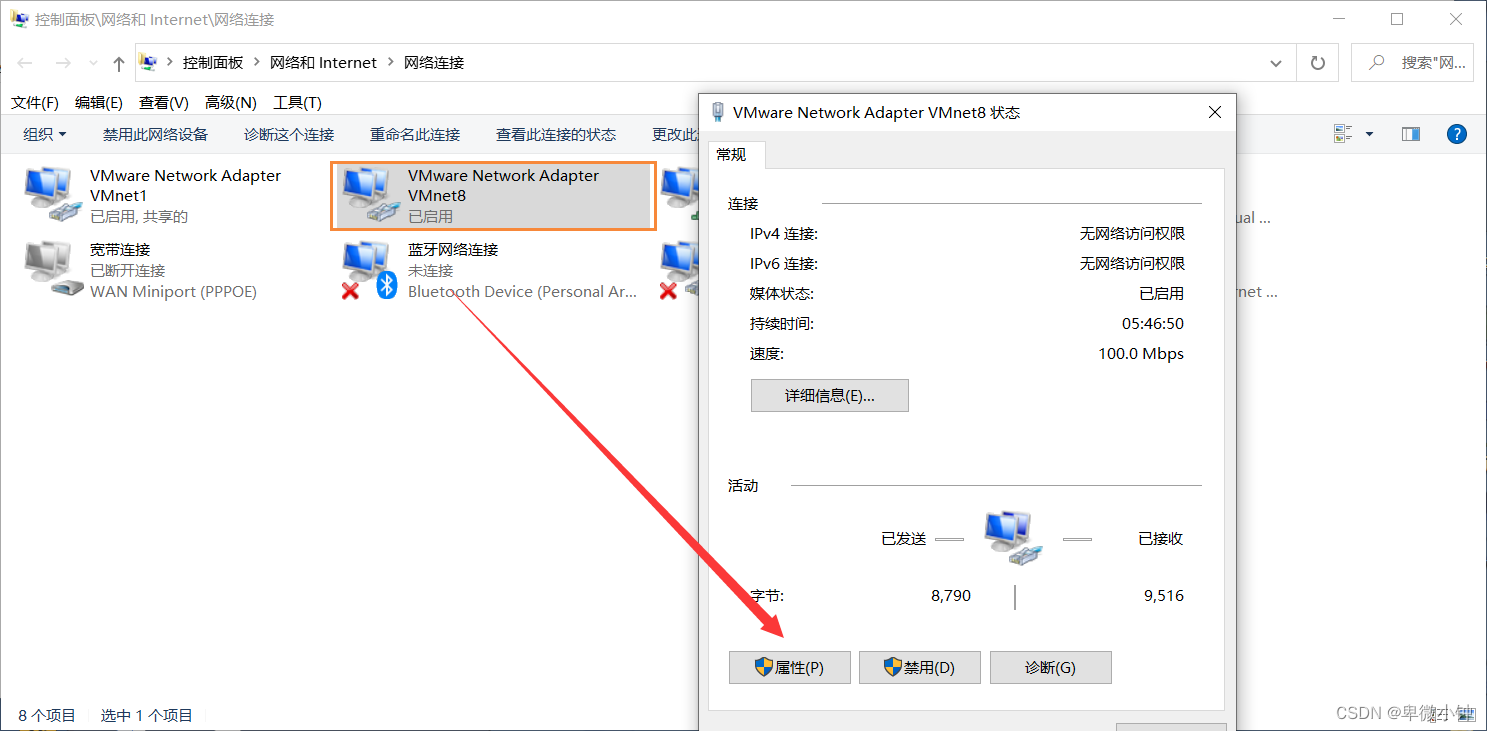 控制面板\网络和 Internet\网络连接
控制面板 > 网络和 Internet > 网络连接
搜索"网...
文件(F) 编辑(E) 查看(V) 高级(N) 工具(T)
组织 禁用此网络设备 诊断这个连接 重命名此连接 查看此连接的状态 更改此
VMware Network Adapter
VMnet1
已启用, 共享的
VMware Network Adapter
VMnet8
已启用
ual ...
宽带连接
已断开连接
WAN Miniport (PPPOE)
蓝牙网络连接
未连接
Bluetooth Device (Personal Ar...
rnet ...
VMware Network Adapter VMnet8 状态
常规
连接
IPv4 连接: 无网络访问权限
IPv6 连接: 无网络访问权限
媒体状态: 已启用
持续时间: 05:46:50
速度: 100.0 Mbps
详细信息(E)...
活动
已发送 已接收
字节: 8,790 9,516
属性(P) 禁用(D) 诊断(G)
8 个项目 选中 1 个项目
CSDN @卑微小钟